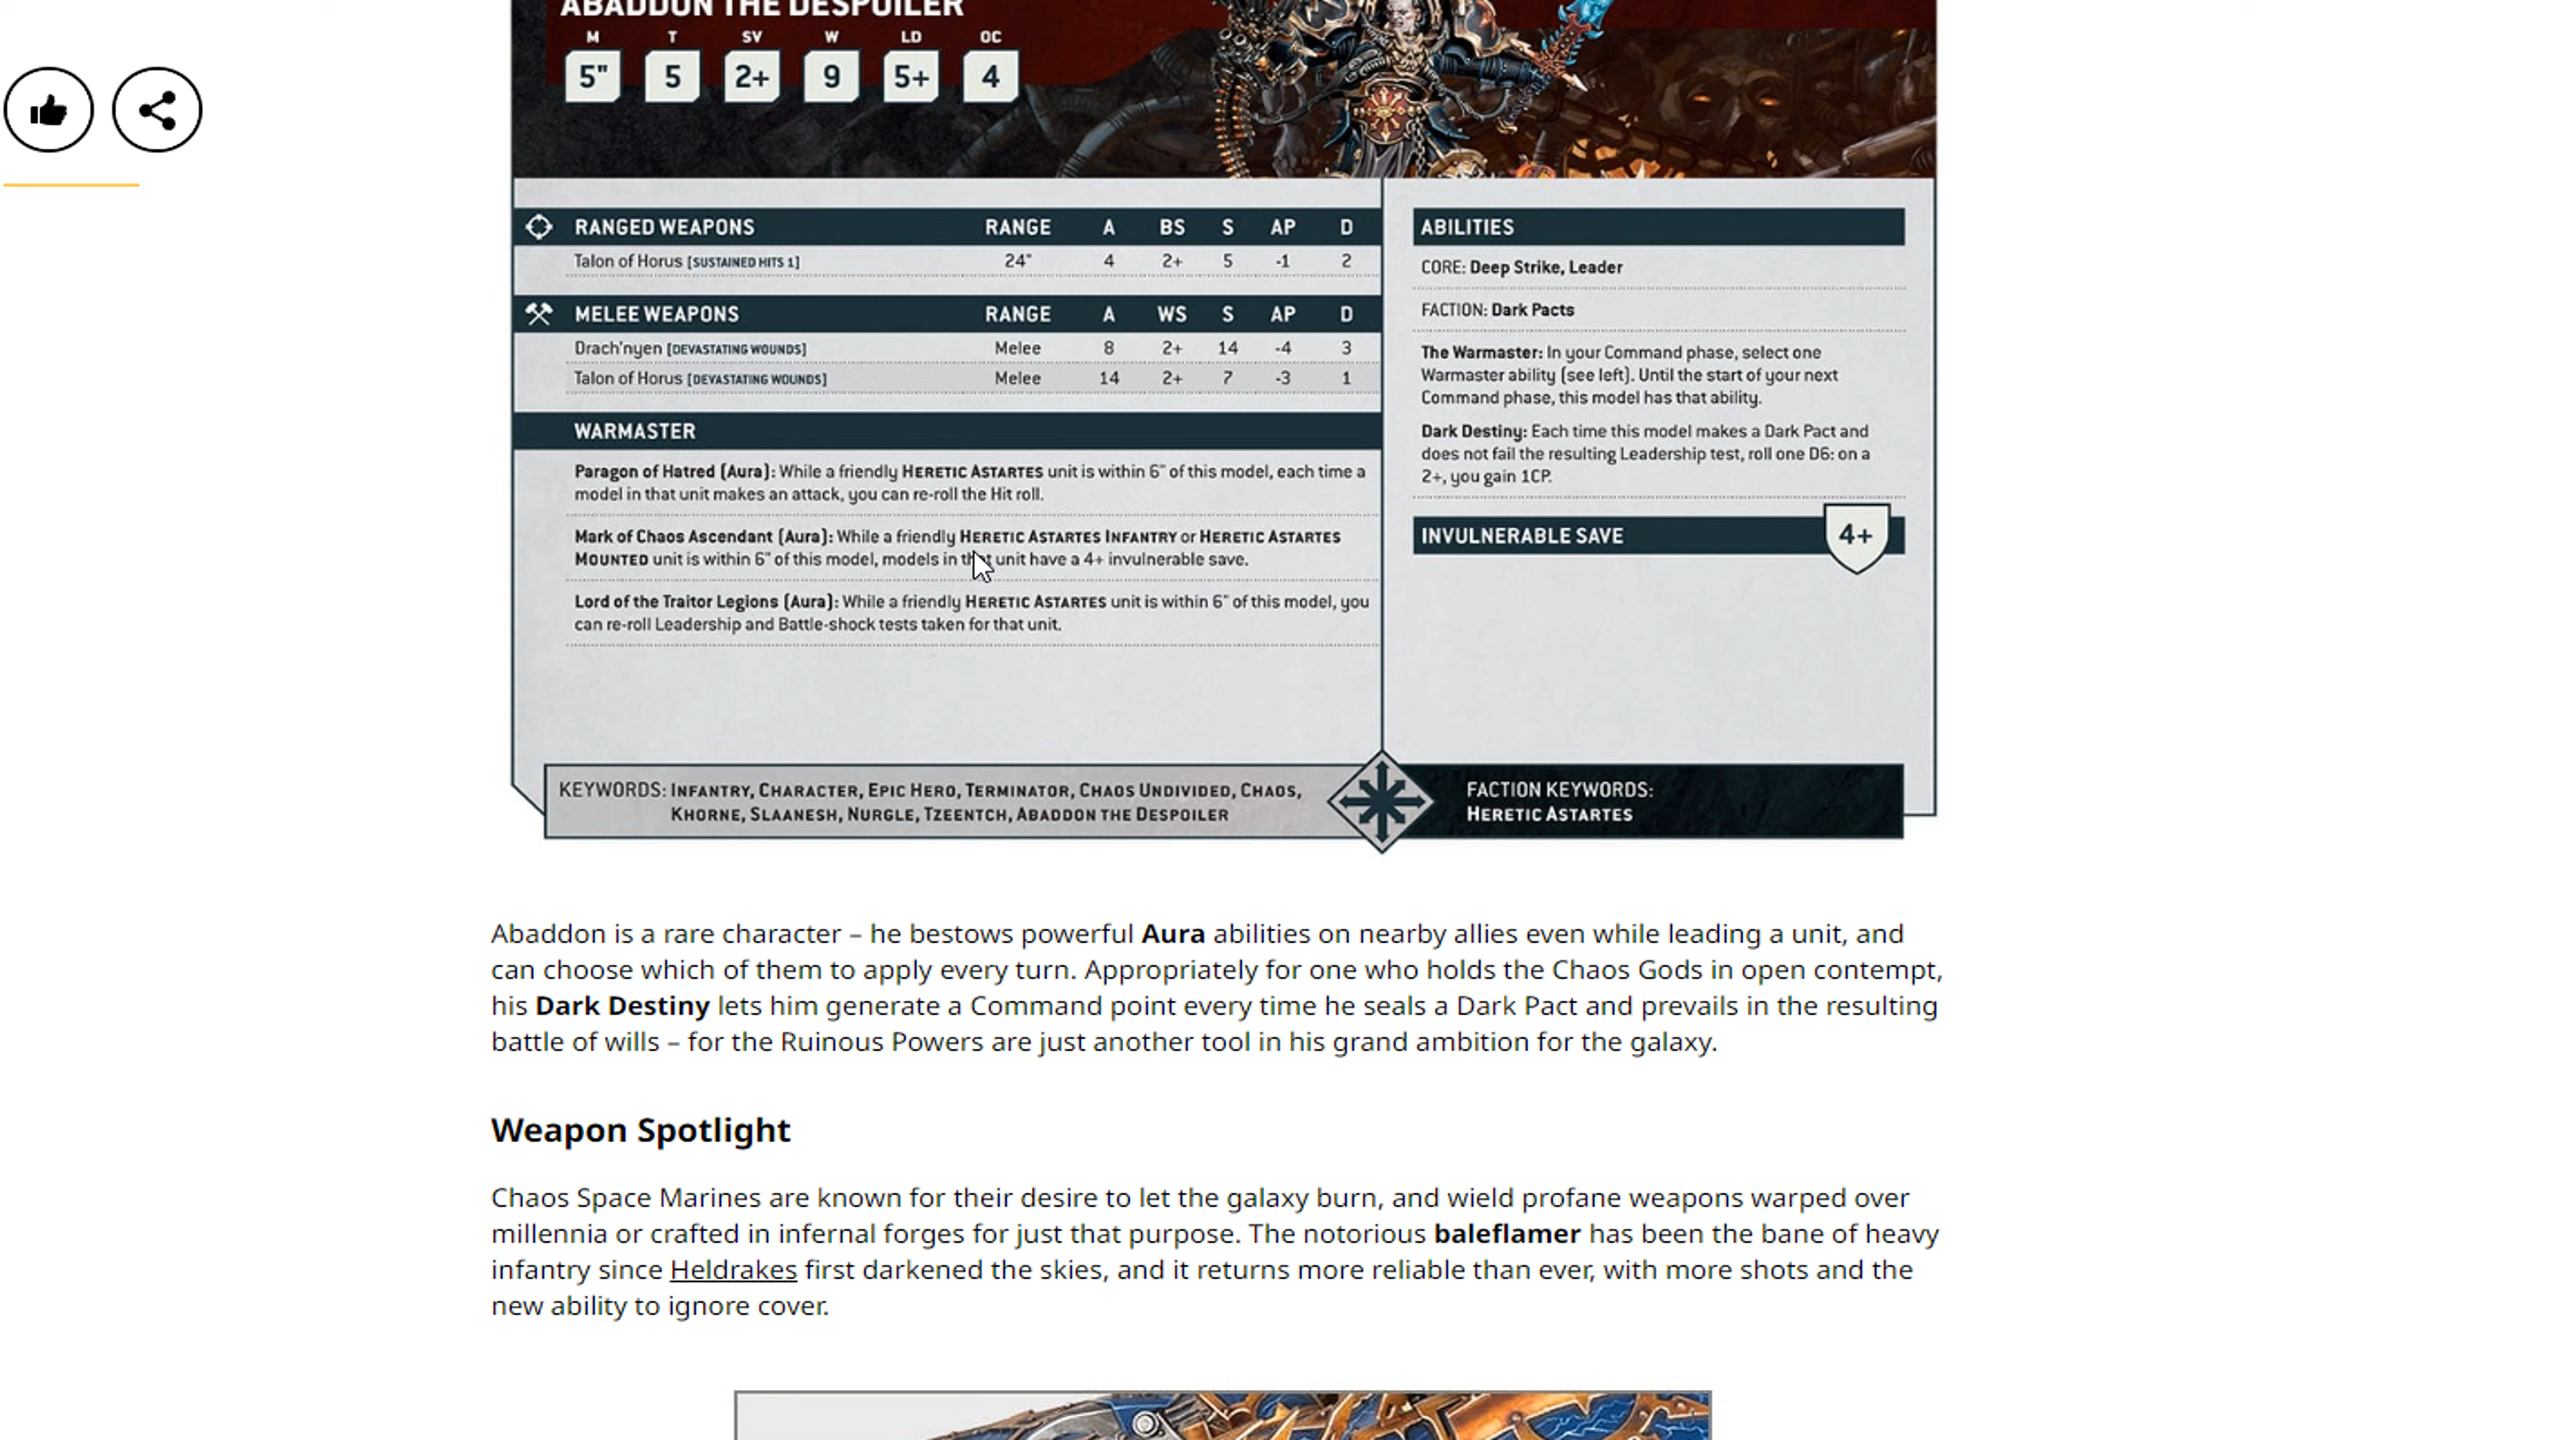 ABADDON THE DESPOILER
M T SV W LD OC
5" 5 2+ 9 5+ 4
RANGED WEAPONS RANGE A BS S AP D
Talon of Horus [SUSTAINED HITS 1] 24" 4 2+ 5 -1 2
MELEE WEAPONS RANGE A WS S AP D
Drach'nyen [DEVASTATING WOUNDS] Melee 8 2+ 14 -4 3
Talon of Horus [DEVASTATING WOUNDS] Melee 14 2+ 7 -3 1
WARMASTER
Paragon of Hatred (Aura): While a friendly HERETIC ASTARTES unit is within 6" of this model, each time a
model in that unit makes an attack, you can re-roll the Hit roll.
Mark of Chaos Ascendant (Aura): While a friendly HERETIC ASTARTES INFANTRY or HERETIC ASTARTES
MOUNTED unit is within 6" of this model, models in that unit have a 4+ invulnerable save.
Lord of the Traitor Legions (Aura): While a friendly HERETIC ASTARTES unit is within 6" of this model, you
can re-roll Leadership and Battle-shock tests taken for that unit.
ABILITIES
CORE: Deep Strike, Leader
FACTION: Dark Pacts
The Warmaster: In your Command phase, select one
Warmaster ability (see left). Until the start of your next
Command phase, this model has that ability.
Dark Destiny: Each time this model makes a Dark Pact and
does not fail the resulting Leadership test, roll one D6: on a
2+, you gain 1CP.
INVULNERABLE SAVE 4+
KEYWORDS: INFANTRY, CHARACTER, EPIC HERO, TERMINATOR, CHAOS UNDIVIDED, CHAOS,
KHORNE, SLAANESH, NURGLE, TZEENTCH, ABADDON THE DESPOILER
FACTION KEYWORDS:
HERETIC ASTARTES
Abaddon is a rare character – he bestows powerful Aura abilities on nearby allies even while leading a unit, and
can choose which of them to apply every turn. Appropriately for one who holds the Chaos Gods in open contempt,
his Dark Destiny lets him generate a Command point every time he seals a Dark Pact and prevails in the resulting
battle of wills – for the Ruinous Powers are just another tool in his grand ambition for the galaxy.
Weapon Spotlight
Chaos Space Marines are known for their desire to let the galaxy burn, and wield profane weapons warped over
millennia or crafted in infernal forges for just that purpose. The notorious baleflamer has been the bane of heavy
infantry since Heldrakes first darkened the skies, and it returns more reliable than ever, with more shots and the
new ability to ignore cover.